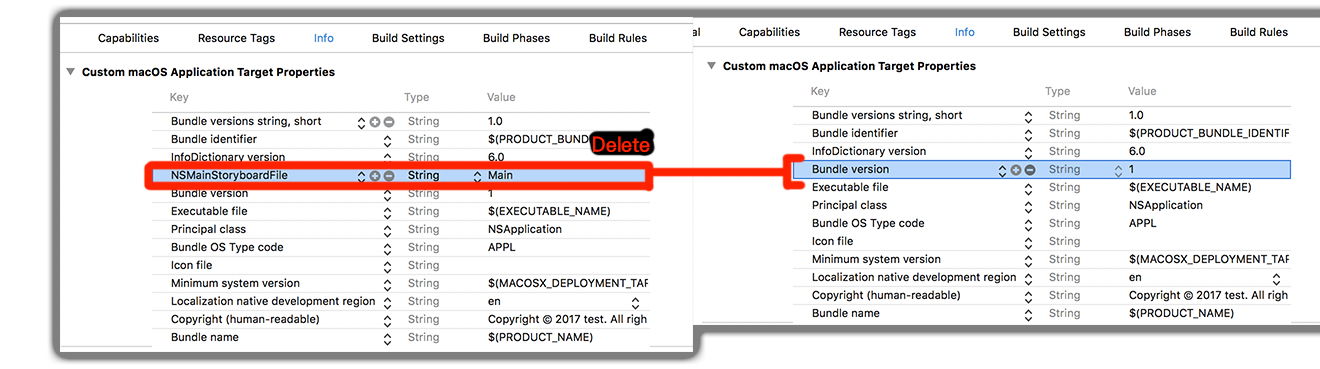 Capabilities Resource Tags Info Build Settings Build Phases Build Rules
Custom macOS Application Target Properties
Key Type Value
Bundle versions string, short String 1.0
Bundle identifier String $(PRODUCT_BUND
Delete
InfoDictionary version String 6.0
NSMainStoryboardFile String Main
Bundle version String 1
Executable file String $(EXECUTABLE_NAME)
Principal class String NSApplication
Bundle OS Type code String APPL
Icon file String
Minimum system version String $(MACOSX_DEPLOYMENT_TAR
Localization native development region String en
Copyright (human-readable) String Copyright © 2017 test. All righ
Bundle name String $(PRODUCT_NAME)
al Capabilities Resource Tags Info Build Settings Build Phases Build Rules
Custom macOS Application Target Properties
Key Type Value
Bundle versions string, short String 1.0
Bundle identifier String $(PRODUCT_BUNDLE_IDENTIF
InfoDictionary version String 6.0
Bundle version String 1
Executable file String $(EXECUTABLE_NAME)
Principal class String NSApplication
Bundle OS Type code String APPL
Icon file String
Minimum system version String $(MACOSX_DEPLOYMENT_TAR
Localization native development region String en
Copyright (human-readable) String Copyright © 2017 test. All righ
Bundle name String $(PRODUCT_NAME)